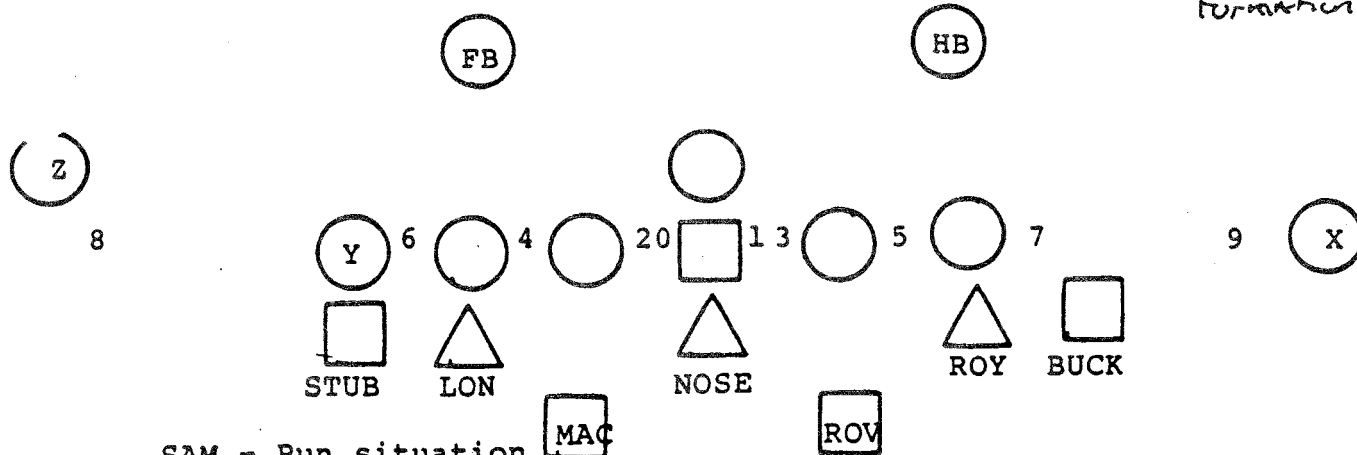 FB HB
Z
8 Y 6 4 20 1 3 5 7 9 X
STUB LON NOSE ROY BUCK
MAC ROV
SAM = Run situation